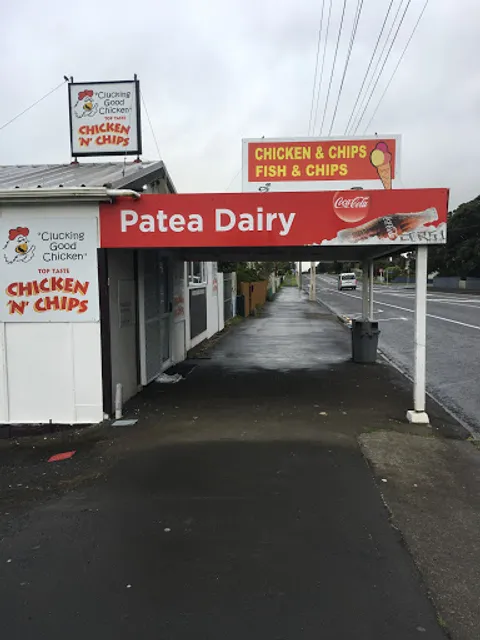 "Clucking
Good
Chicken"
TOP TASTE
CHICKEN
'N' CHIPS
CHICKEN & CHIPS
FISH & CHIPS
Patea Dairy
Coca-Cola
"Clucking
Good
Chicken"
TOP TASTE
CHICKEN
'N' CHIPS